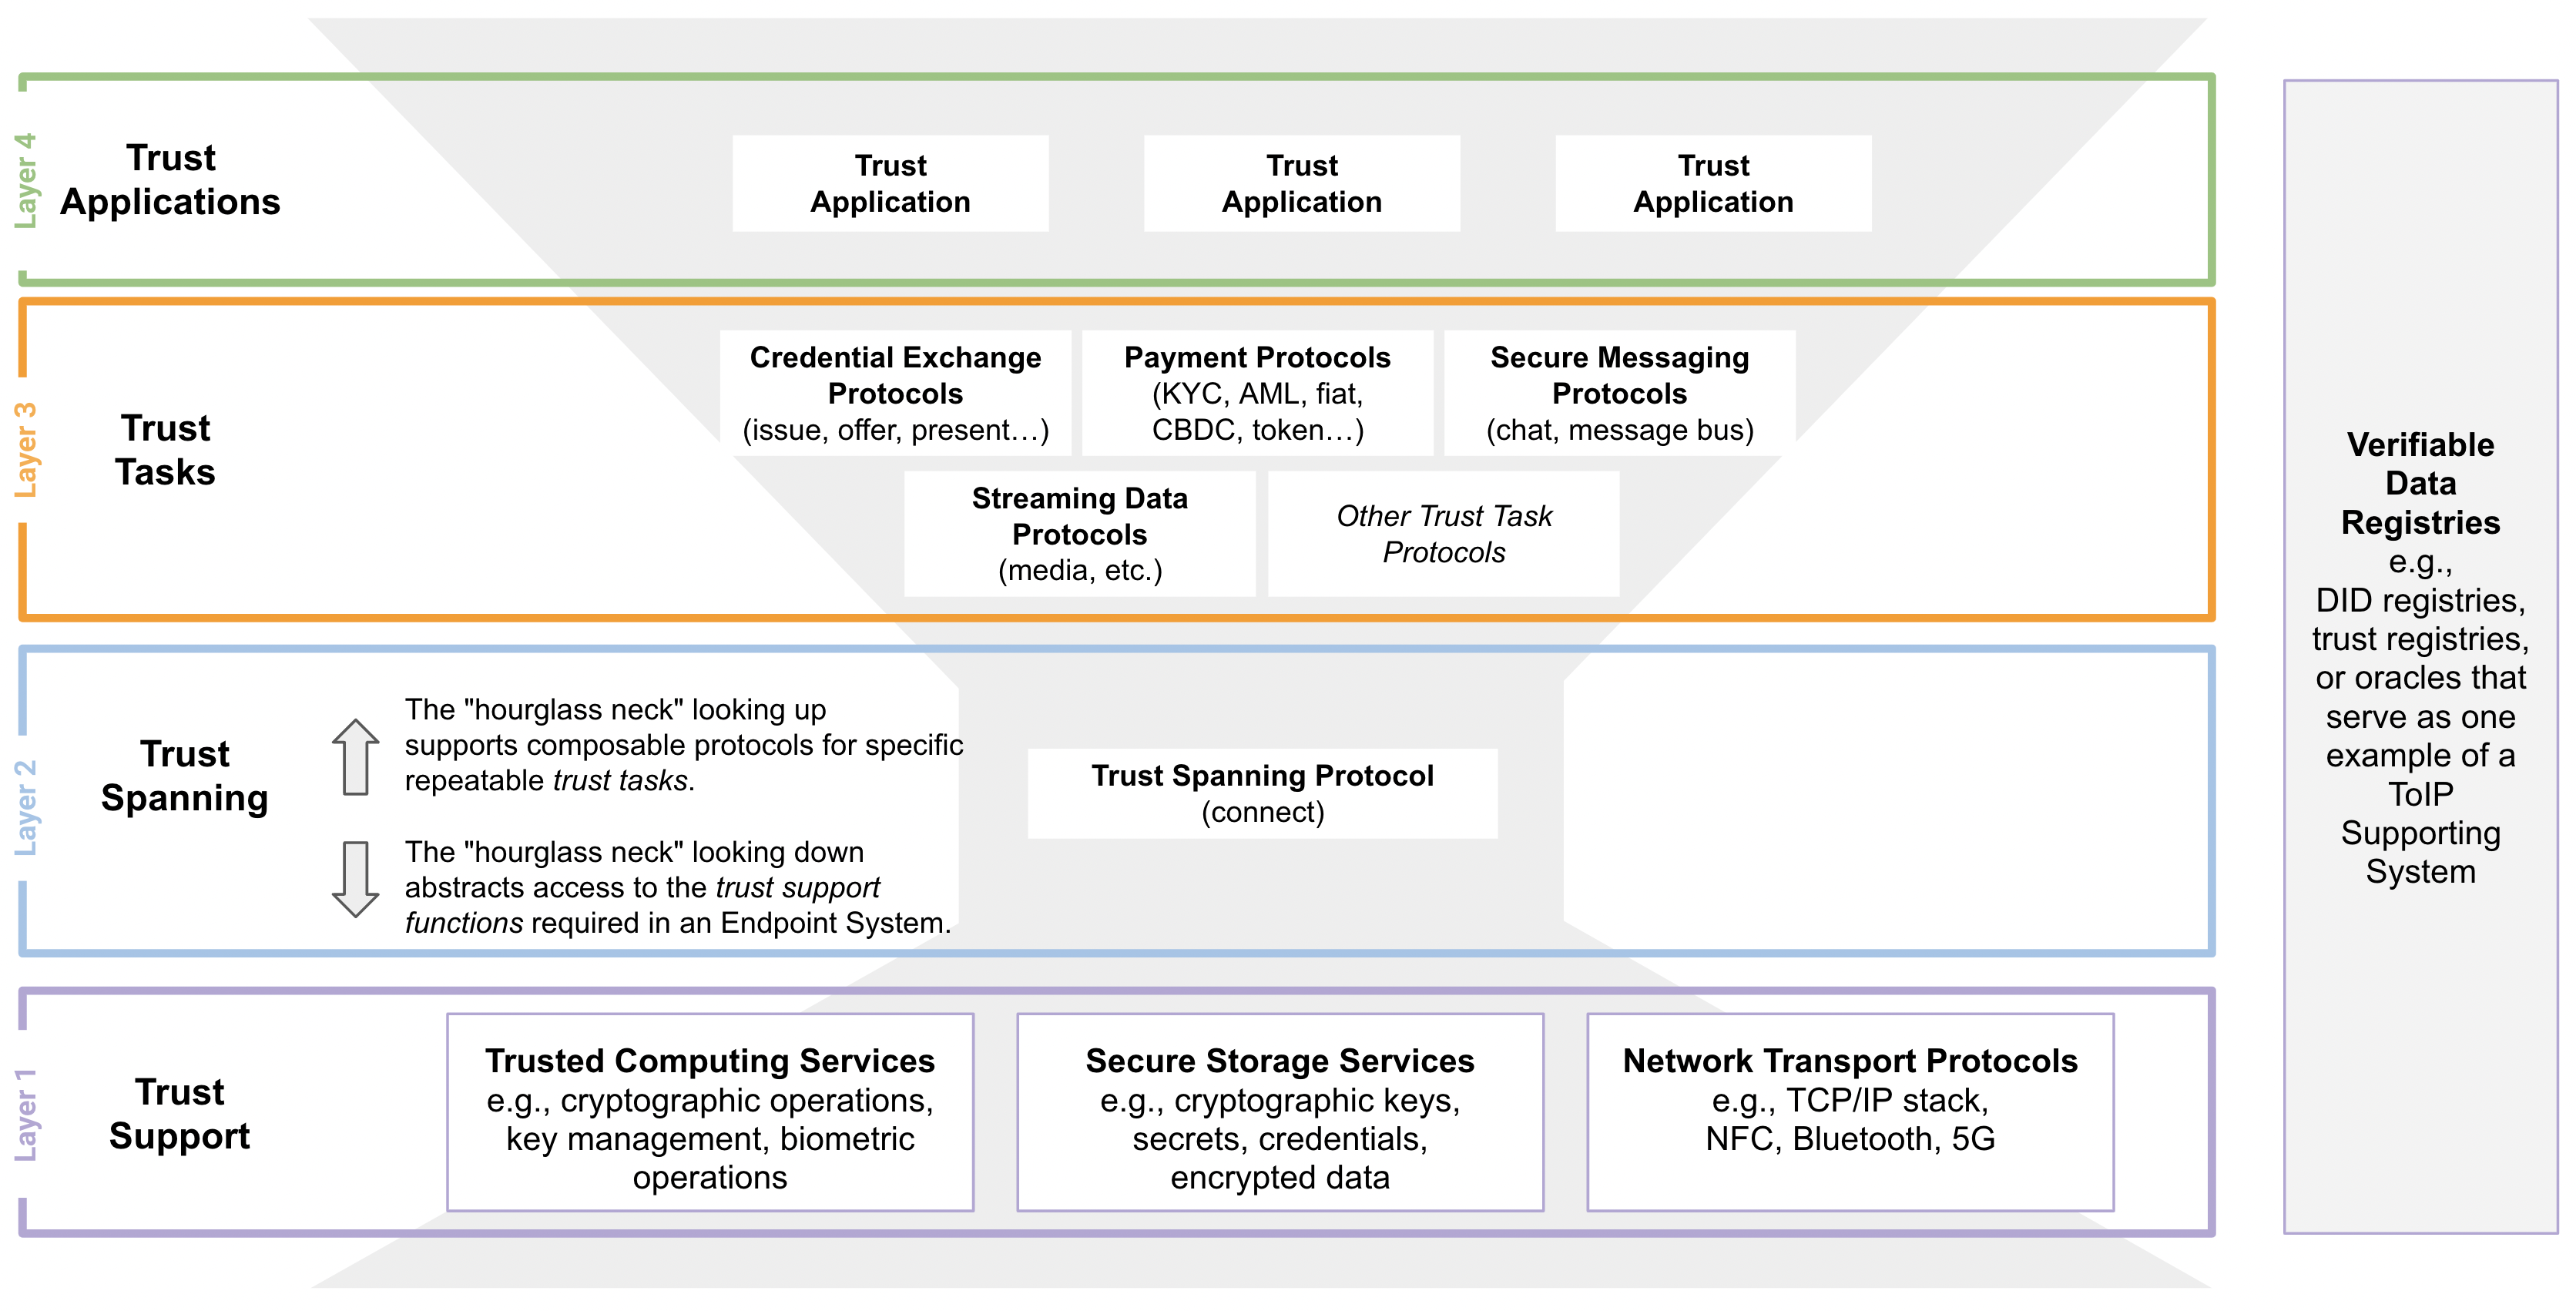 Layer 4
Trust
Applications
Trust
Application
Trust
Application
Trust
Application
Layer 3
Trust
Tasks
Credential Exchange
Protocols
(issue, offer, present…)
Payment Protocols
(KYC, AML, fiat,
CBDC, token…)
Secure Messaging
Protocols
(chat, message bus)
Streaming Data
Protocols
(media, etc.)
Other Trust Task
Protocols
Layer 2
Trust
Spanning
The "hourglass neck" looking up
supports composable protocols for specific
repeatable trust tasks.
The "hourglass neck" looking down
abstracts access to the trust support
functions required in an Endpoint System.
Trust Spanning Protocol
(connect)
Layer 1
Trust
Support
Trusted Computing Services
e.g., cryptographic operations,
key management, biometric
operations
Secure Storage Services
e.g., cryptographic keys,
secrets, credentials,
encrypted data
Network Transport Protocols
e.g., TCP/IP stack,
NFC, Bluetooth, 5G
Verifiable
Data
Registries
e.g.,
DID registries,
trust registries,
or oracles that
serve as one
example of a
ToIP
Supporting
System